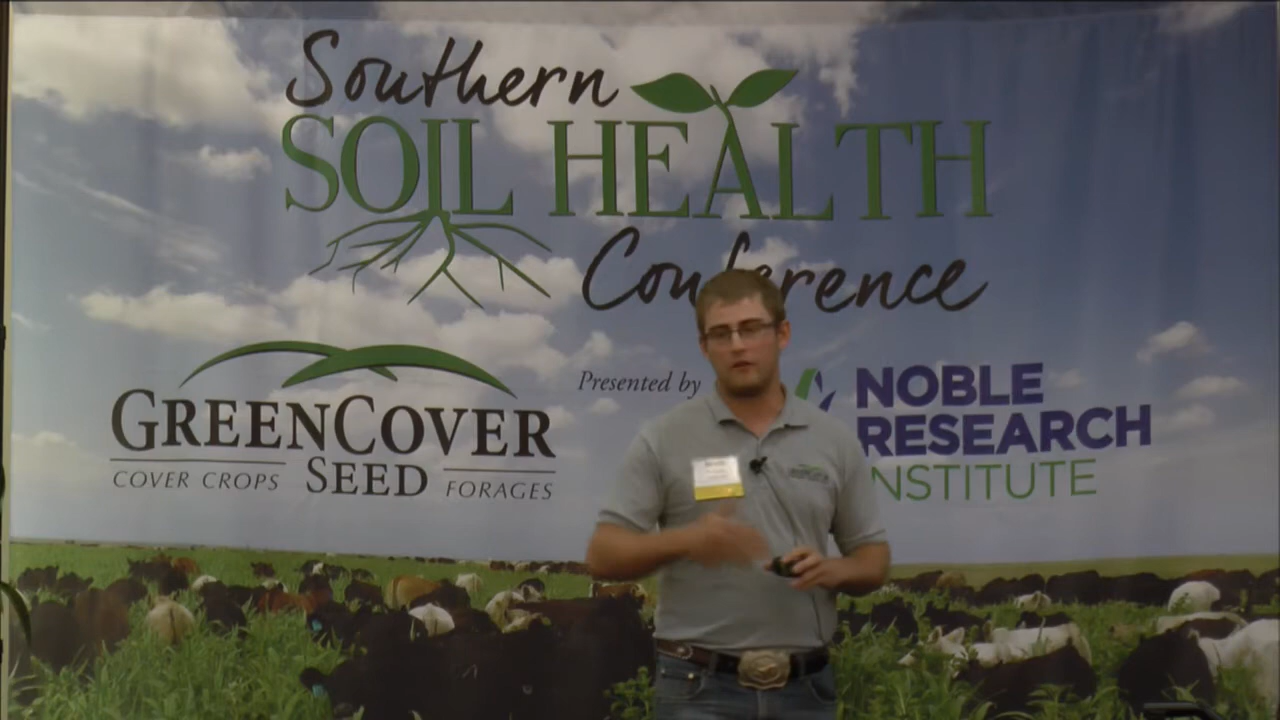 Southern
SOIL HEALTH
Conference
Presented by
GREENCOVER
COVER CROPS SEED FORAGES
NOBLE
RESEARCH
INSTITUTE